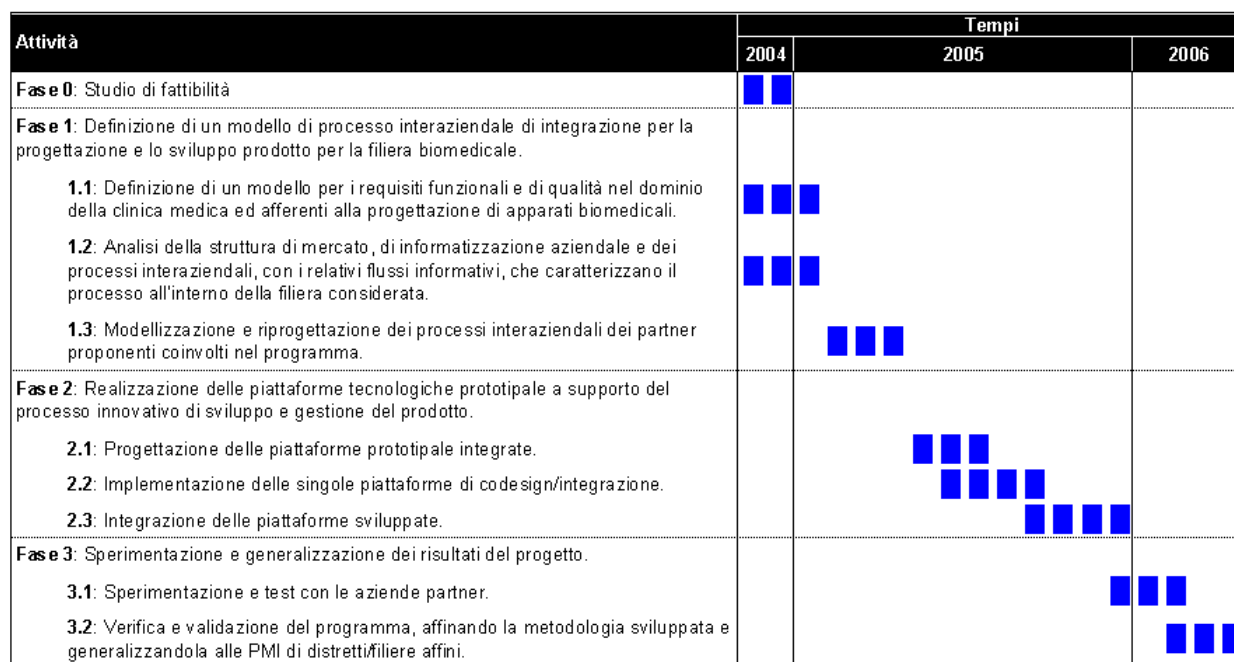 Attività
Tempi
2004 2005 2006
Fase 0: Studio di fattibilità
Fase 1: Definizione di un modello di processo interaziendale di integrazione per la
progettazione e lo sviluppo prodotto per la filiera biomedicale.
1.1: Definizione di un modello per i requisiti funzionali e di qualità nel dominio
della clinica medica ed afferenti alla progettazione di apparati biomedicali.
1.2: Analisi della struttura di mercato, di informatizzazione aziendale e dei
processi interaziendali, con i relativi flussi informativi, che caratterizzano il
processo all'interno della filiera considerata.
1.3: Modellizzazione e riprogettazione dei processi interaziendali dei partner
proponenti coinvolti nel programma.
Fase 2: Realizzazione delle piattaforme tecnologiche prototipale a supporto del
processo innovativo di sviluppo e gestione del prodotto.
2.1: Progettazione delle piattaforme prototipale integrate.
2.2: Implementazione delle singole piattaforme di codesign/integrazione.
2.3: Integrazione delle piattaforme sviluppate.
Fase 3: Sperimentazione e generalizzazione dei risultati del progetto.
3.1: Sperimentazione e test con le aziende partner.
3.2: Verifica e validazione del programma, affinando la metodologia sviluppata e
generalizzandola alle PMI di distretti/filiere affini.